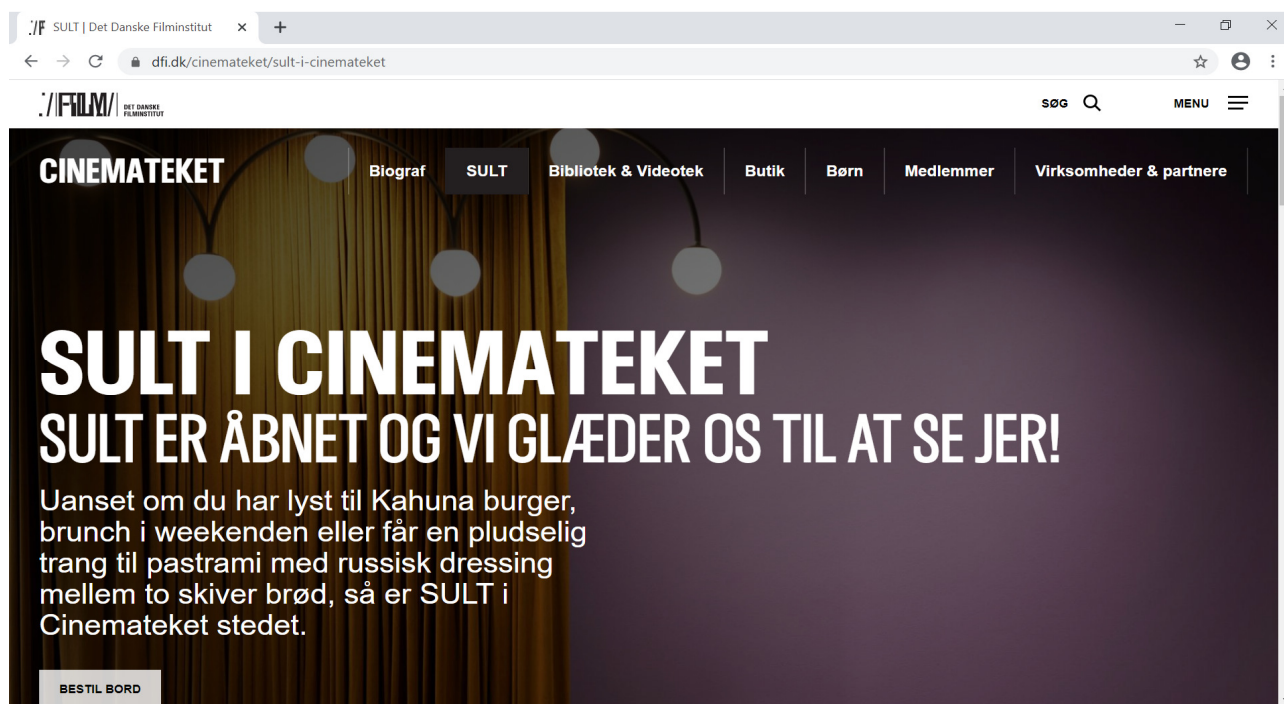 SULT | Det Danske Filminstitut
dfi.dk/cinemateket/sult-i-cinemateket
FILM DET DANSKE FILMINSTITUT
SØG
MENU
CINEMATEKET
Biograf
SULT
Bibliotek & Videotek
Butik
Børn
Medlemmer
Virksomheder & partnere
SULT I CINEMATEKET
SULT ER ÅBNET OG VI GLÆDER OS TIL AT SE JER!
Uanset om du har lyst til Kahuna burger,
brunch i weekenden eller får en pludselig
trang til pastrami med russisk dressing
mellem to skiver brød, så er SULT i
Cinemateket stedet.
BESTIL BORD